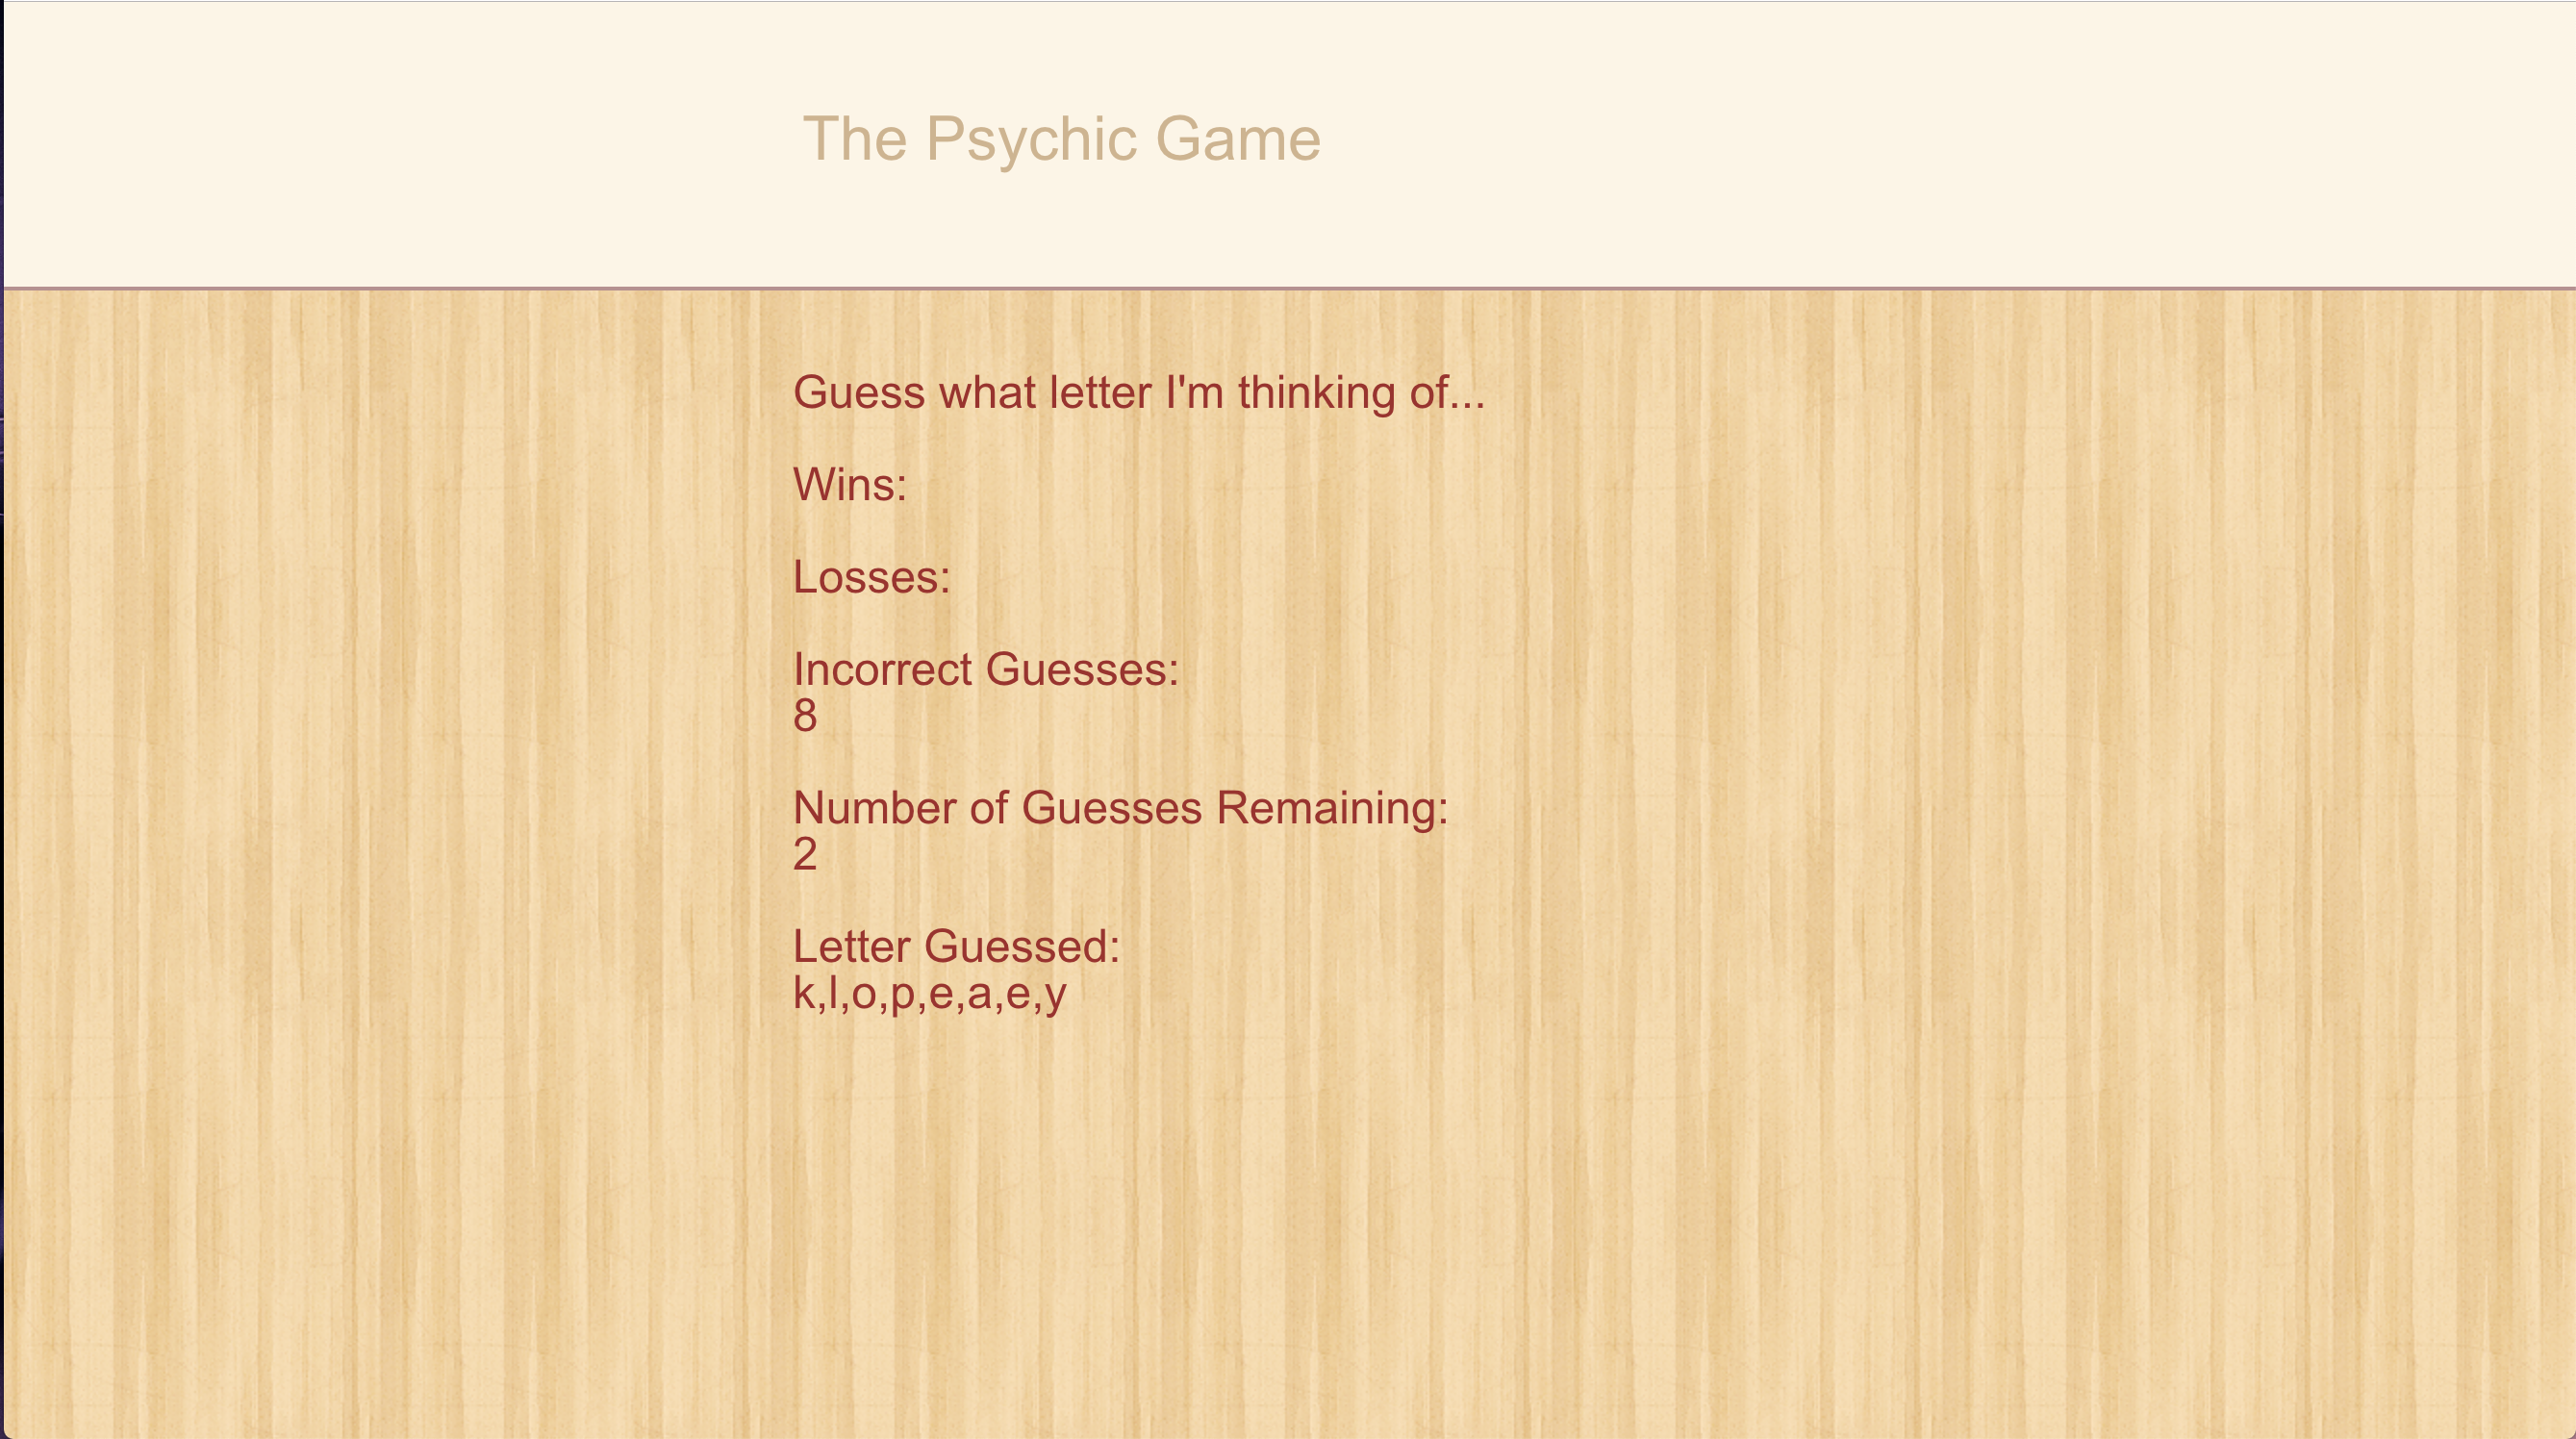 The Psychic Game
Guess what letter I'm thinking of...
Wins:
Losses:
Incorrect Guesses:
8
Number of Guesses Remaining:
2
Letter Guessed:
k,l,o,p,e,a,e,y